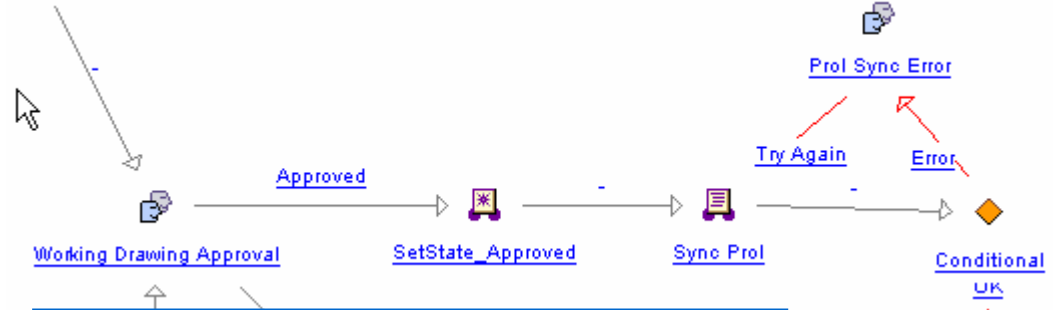 -
Prol Sync Error
Try Again
Error
Approved
-
-
Working Drawing Approval
SetState_Approved
Sync Prol
Conditional
OK